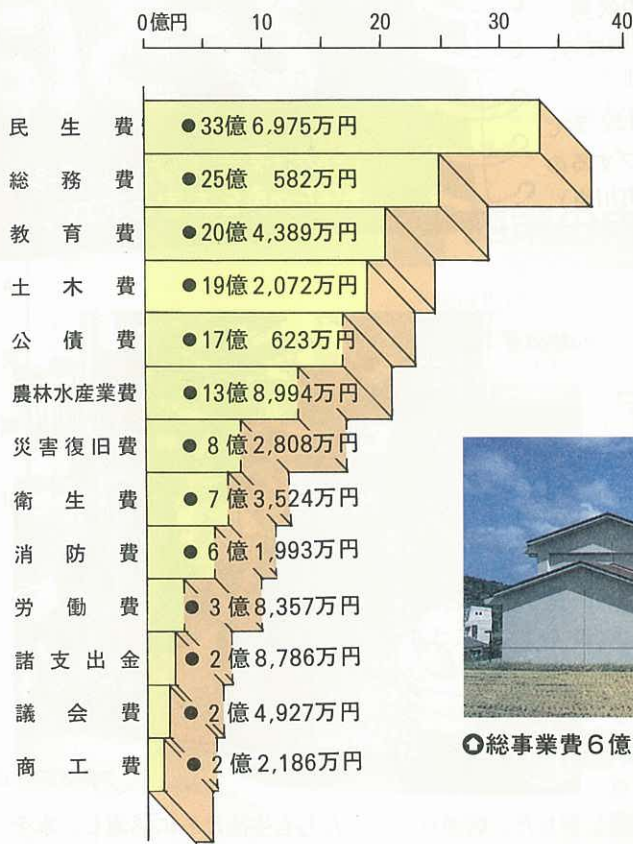 0億円 10 20 30 40
民生費 ●33億6,975万円
総務費 ●25億 582万円
教育費 ●20億4,389万円
土木費 ●19億2,072万円
公債費 ●17億 623万円
農林水産業費 ●13億8,994万円
災害復旧費 ●8億2,808万円
衛生費 ●7億3,524万円
消防費 ●6億1,993万円
労働費 ●3億8,357万円
諸支出金 ●2億8,786万円
議会費 ●2億4,927万円
商工費 ●2億2,186万円
総事業費6億